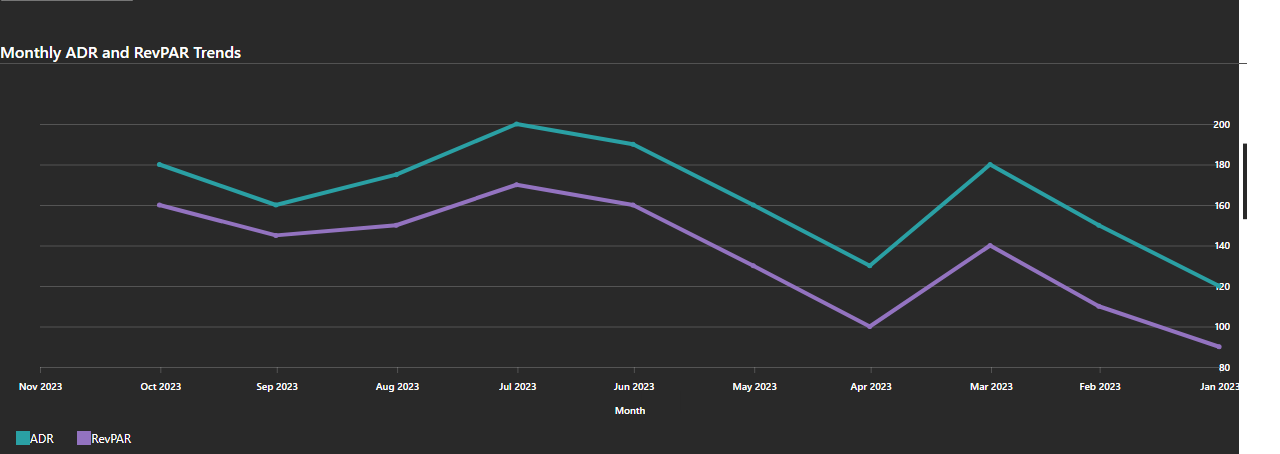 Monthly ADR and RevPAR Trends
200
180
160
140
120
100
80
Nov 2023 Oct 2023 Sep 2023 Aug 2023 Jul 2023 Jun 2023 May 2023 Apr 2023 Mar 2023 Feb 2023 Jan 2023
Month
ADR RevPAR